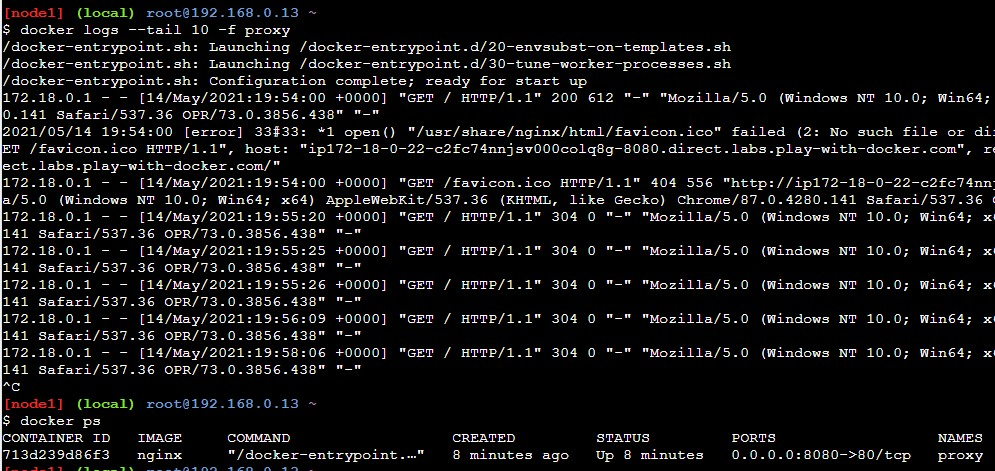 [node1] (local) root@192.168.0.13 ~
$ docker logs --tail 10 -f proxy
/docker-entrypoint.sh: Launching /docker-entrypoint.d/20-envsubst-on-templates.sh
/docker-entrypoint.sh: Launching /docker-entrypoint.d/30-tune-worker-processes.sh
/docker-entrypoint.sh: Configuration complete; ready for start up
172.18.0.1 - - [14/May/2021:19:54:00 +0000] "GET / HTTP/1.1" 200 612 "-" "Mozilla/5.0 (Windows NT 10.0; Win64;
0.141 Safari/537.36 OPR/73.0.3856.438" "-"
2021/05/14 19:54:00 [error] 33#33: *1 open() "/usr/share/nginx/html/favicon.ico" failed (2: No such file or di
ET /favicon.ico HTTP/1.1", host: "ip172-18-0-22-c2fc74nnjsv000colq8g-8080.direct.labs.play-with-docker.com", re
ect.labs.play-with-docker.com/"
172.18.0.1 - - [14/May/2021:19:54:00 +0000] "GET /favicon.ico HTTP/1.1" 404 556 "http://ip172-18-0-22-c2fc74nnj
a/5.0 (Windows NT 10.0; Win64; x64) AppleWebKit/537.36 (KHTML, like Gecko) Chrome/87.0.4280.141 Safari/537.36 O
172.18.0.1 - - [14/May/2021:19:55:20 +0000] "GET / HTTP/1.1" 304 0 "-" "Mozilla/5.0 (Windows NT 10.0; Win64; x6
141 Safari/537.36 OPR/73.0.3856.438" "-"
172.18.0.1 - - [14/May/2021:19:55:25 +0000] "GET / HTTP/1.1" 304 0 "-" "Mozilla/5.0 (Windows NT 10.0; Win64; x6
141 Safari/537.36 OPR/73.0.3856.438" "-"
172.18.0.1 - - [14/May/2021:19:55:26 +0000] "GET / HTTP/1.1" 304 0 "-" "Mozilla/5.0 (Windows NT 10.0; Win64; x6
141 Safari/537.36 OPR/73.0.3856.438" "-"
172.18.0.1 - - [14/May/2021:19:56:09 +0000] "GET / HTTP/1.1" 304 0 "-" "Mozilla/5.0 (Windows NT 10.0; Win64; x6
141 Safari/537.36 OPR/73.0.3856.438" "-"
172.18.0.1 - - [14/May/2021:19:58:06 +0000] "GET / HTTP/1.1" 304 0 "-" "Mozilla/5.0 (Windows NT 10.0; Win64; x6
141 Safari/537.36 OPR/73.0.3856.438" "-"
^C
[node1] (local) root@192.168.0.13 ~
$ docker ps
CONTAINER ID IMAGE COMMAND CREATED STATUS PORTS NAMES
713d239d86f3 nginx "/docker-entrypoint.…" 8 minutes ago Up 8 minutes 0.0.0.0:8080->80/tcp proxy